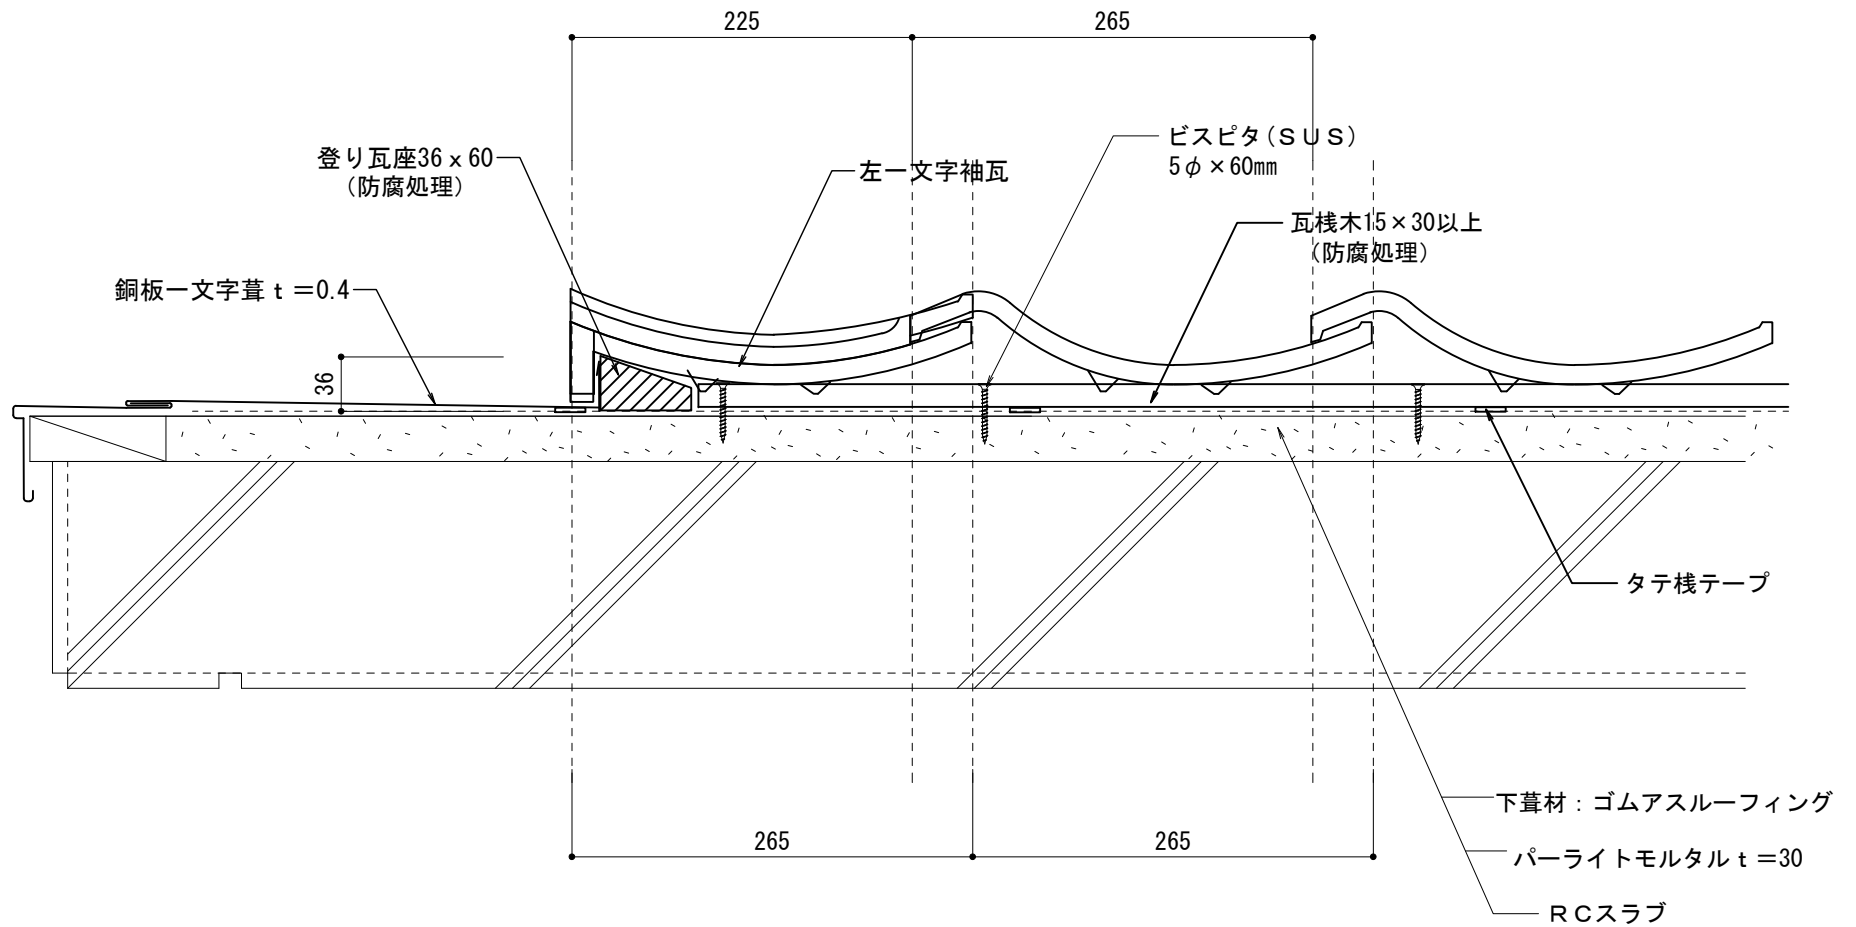 225
265
ビスピタ(ＳＵＳ)
5φ×60mm
登り瓦座36ｘ60
(防腐処理)
左一文字袖瓦
瓦桟木15×30以上
(防腐処理)
銅板一文字葺ｔ＝0.4
36
タテ桟テープ
下葺材：ゴムアスルーフィング
265
265
パーライトモルタルｔ＝30
ＲＣスラブ